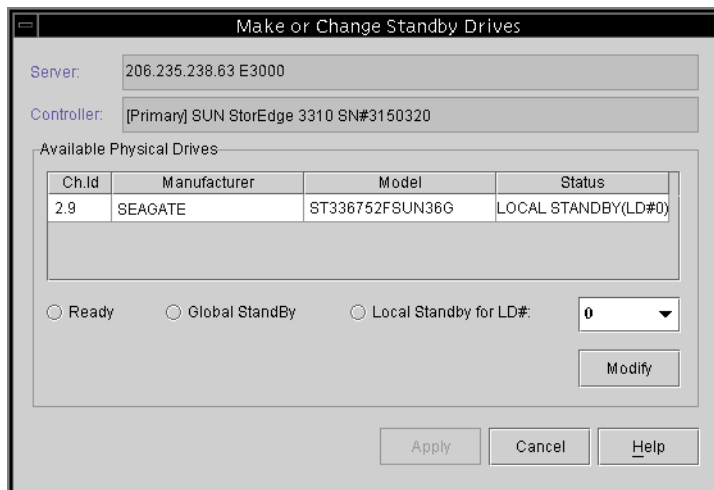 Make or Change Standby Drives
Server: 206.235.238.63 E3000
Controller: [Primary] SUN StorEdge 3310 SN#3150320
Available Physical Drives
Ch.Id Manufacturer Model Status
2.9 SEAGATE ST336752FSUN36G LOCAL STANDBY(LD#0)
Ready Global StandBy Local Standby for LD#: 0
Modify
Apply Cancel Help